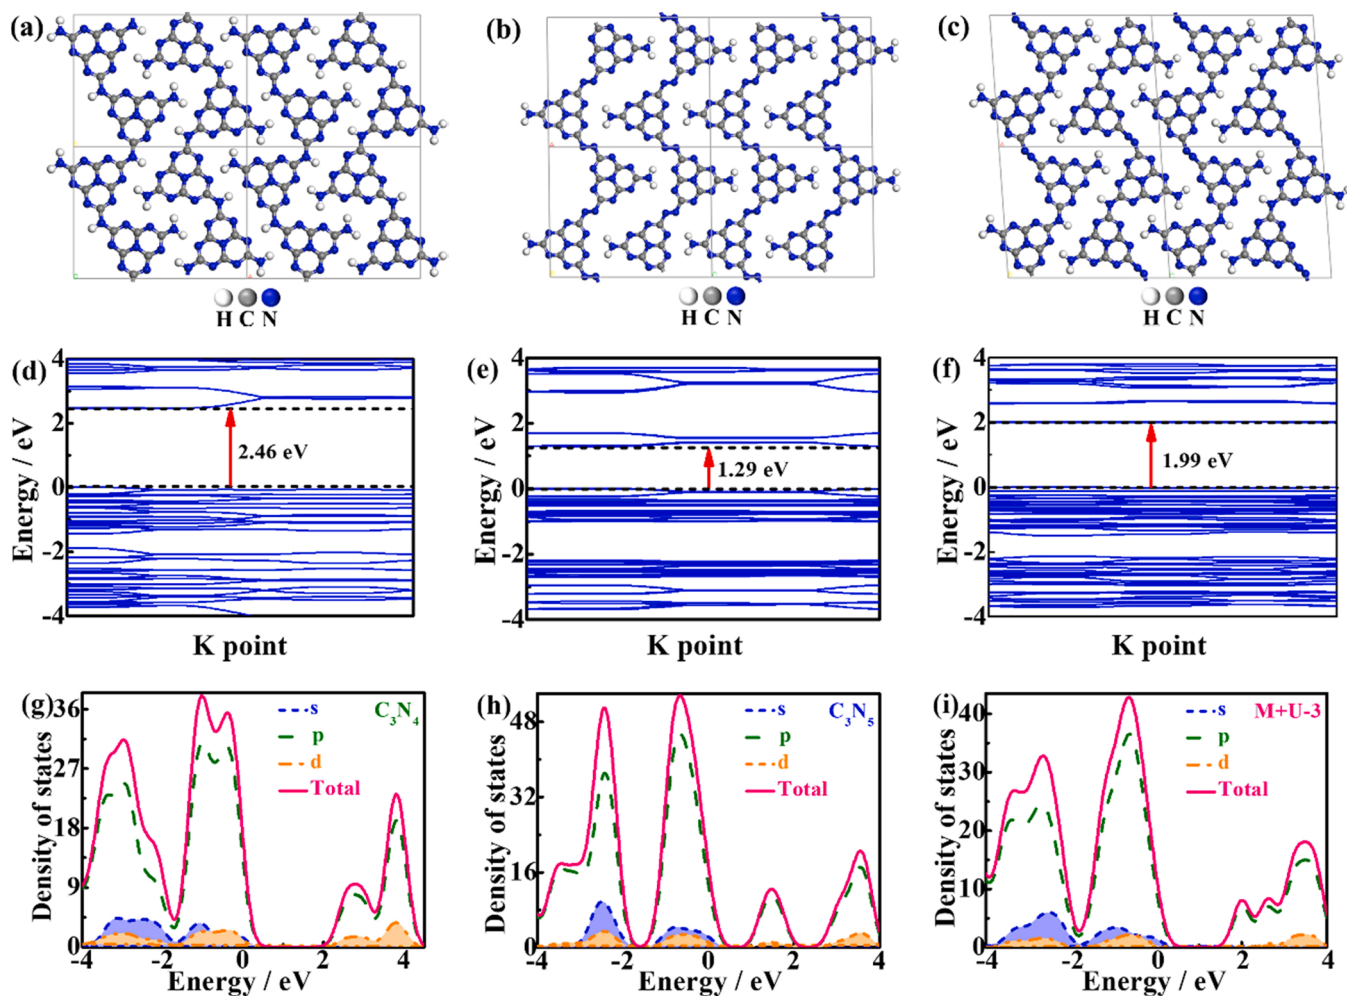 (a)
(b)
(c)
H C N
H C N
H C N
(d)
4
2
0
-2
-4
Energy / eV
2.46 eV
K point
(e)
4
2
0
-2
-4
Energy / eV
1.29 eV
K point
(f)
4
2
0
-2
-4
Energy / eV
1.99 eV
K point
(g)
36
27
18
9
0
Density of states
s
p
d
Total
C₃N₄
-4 -2 0 2 4
Energy / eV
(h)
48
32
16
0
Density of states
s
p
d
Total
C₃N₅
-4 -2 0 2 4
Energy / eV
(i)
40
30
20
10
0
Density of states
s
p
d
Total
M+U-3
-4 -2 0 2 4
Energy / eV